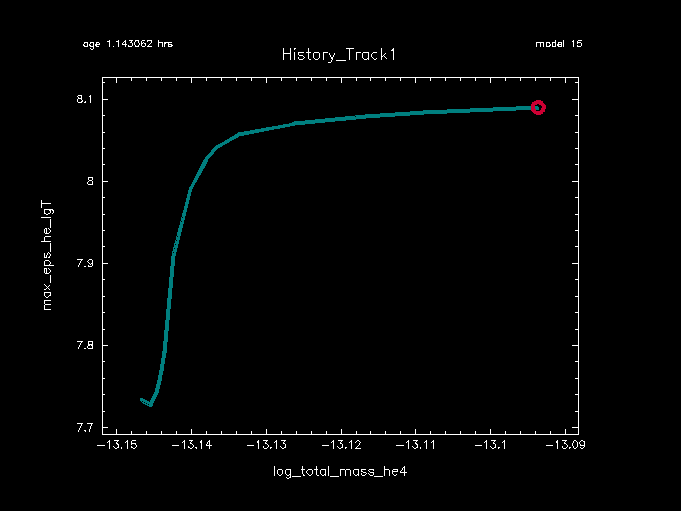 age 1.143062 hrs
model 15
History_Track1
8.1
8
7.9
7.8
7.7
max_eps_he_lgT
-13.15 -13.14 -13.13 -13.12 -13.11 -13.1 -13.09
log_total_mass_he4